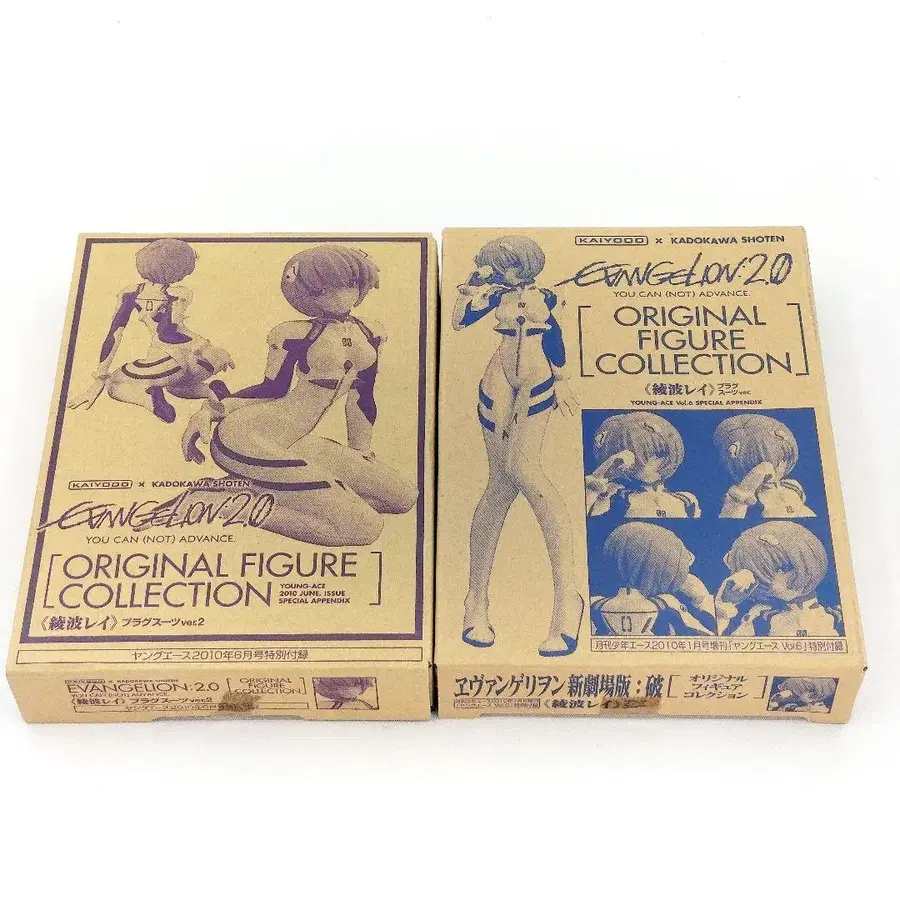 KAIYODO × KADOKAWA SHOTEN
EVANGELION:2.0
YOU CAN (NOT) ADVANCE.
ORIGINAL FIGURE
COLLECTION
YOUNG-ACE
2010 JUNE. ISSUE
SPECIAL APPENDIX
《綾波レイ》プラグスーツver.2
ヤングエース2010年6月号特別付録
KAIYODO × KADOKAWA SHOTEN
EVANGELION:2.0
YOU CAN (NOT) ADVANCE.
《綾波レイ》プラグスーツver.2
ORIGINAL
FIGURE
COLLECTION
KAIYODO × KADOKAWA SHOTEN
EVANGELION:2.0
YOU CAN (NOT) ADVANCE.
ORIGINAL
FIGURE
COLLECTION
《綾波レイ》プラグスーツver.
YOUNG-ACE Vol.6 SPECIAL APPENDIX
00
月刊少年エース2010年1月号増刊「ヤングエース Vol.6」特別付録
ヱヴァンゲリヲン 新劇場版：破
《綾波レイ》
オリジナル
フィギュア
コレクション